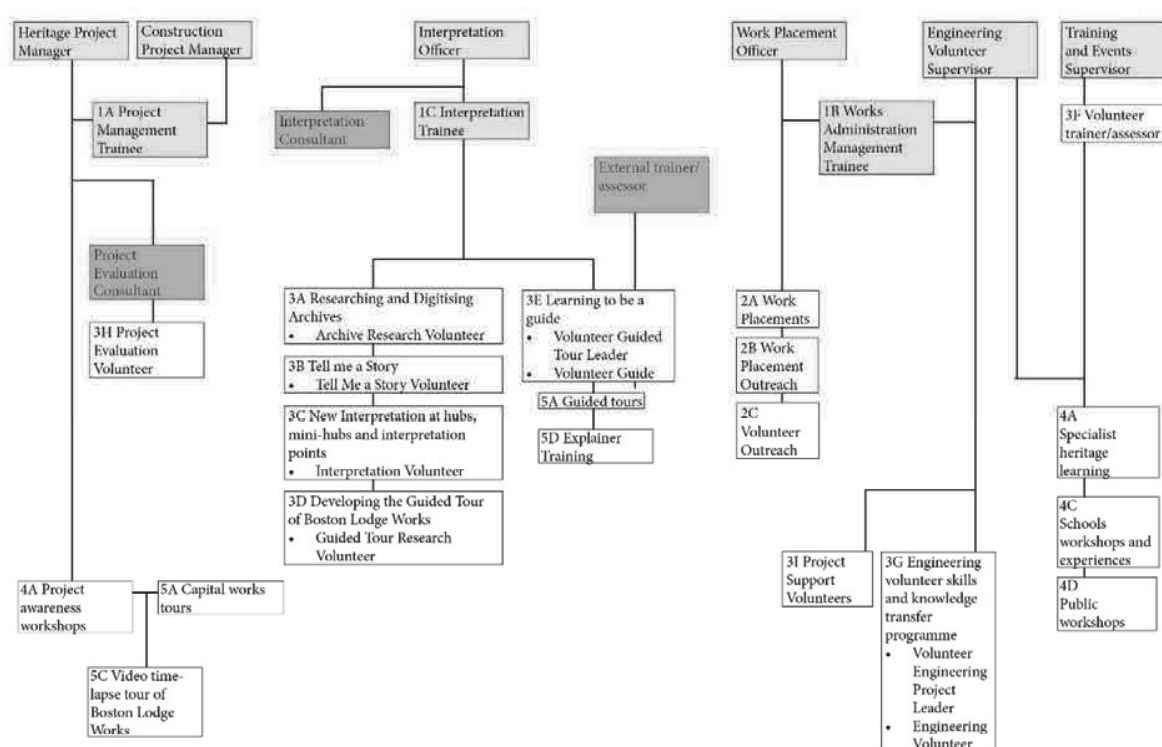 Heritage Project
Manager
Construction
Project Manager
Interpretation
Officer
Work Placement
Officer
Engineering
Volunteer
Supervisor
Training
and Events
Supervisor
1A Project
Management
Trainee
Interpretation
Consultant
1C Interpretation
Trainee
1B Works
Administration
Management
Trainee
3F Volunteer
trainer/assessor
External trainer/
assessor
Project
Evaluation
Consultant
3H Project
Evaluation
Volunteer
3A Researching and Digitising
Archives
• Archive Research Volunteer
3B Tell me a Story
• Tell Me a Story Volunteer
3C New Interpretation at hubs,
mini-hubs and interpretation
points
• Interpretation Volunteer
3D Developing the Guided Tour
of Boston Lodge Works
• Guided Tour Research
Volunteer
3E Learning to be a
guide
• Volunteer Guided
Tour Leader
• Volunteer Guide
5A Guided tours
5D Explainer
Training
2A Work
Placements
2B Work
Placement
Outreach
2C
Volunteer
Outreach
4A
Specialist
heritage
learning
4C
Schools
workshops and
experiences
4D
Public
workshops
3I Project
Support
Volunteers
3G Engineering
volunteer skills
and knowledge
transfer
programme
• Volunteer
Engineering
Project
Leader
• Engineering
Volunteer
4A Project
awareness
workshops
5A Capital works
tours
5C Video time-
lapse tour of
Boston Lodge
Works